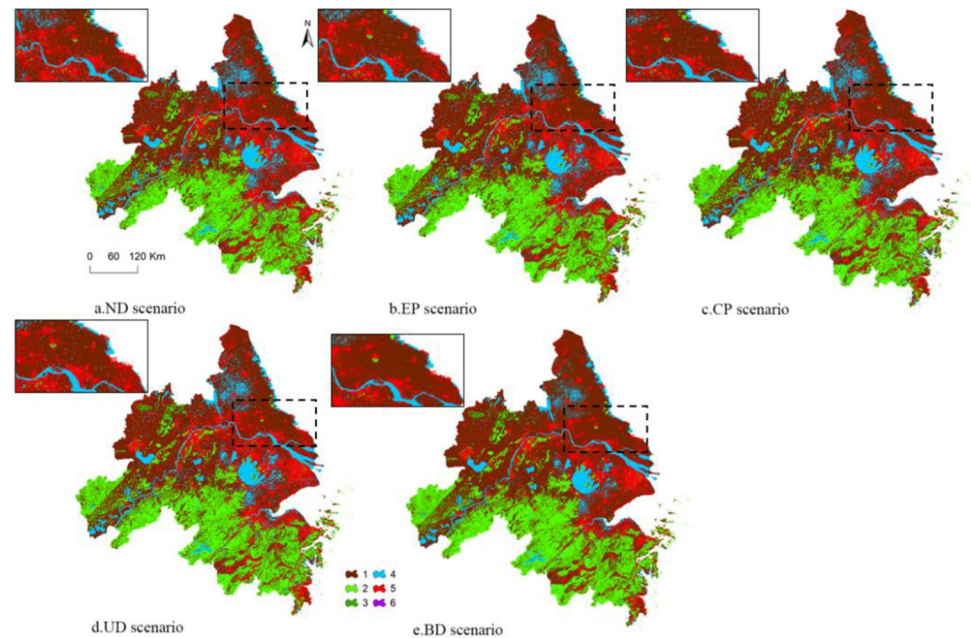 N
0 60 120 Km
a.ND scenario
b.EP scenario
c.CP scenario
1 4
2 5
3 6
d.UD scenario
e.BD scenario